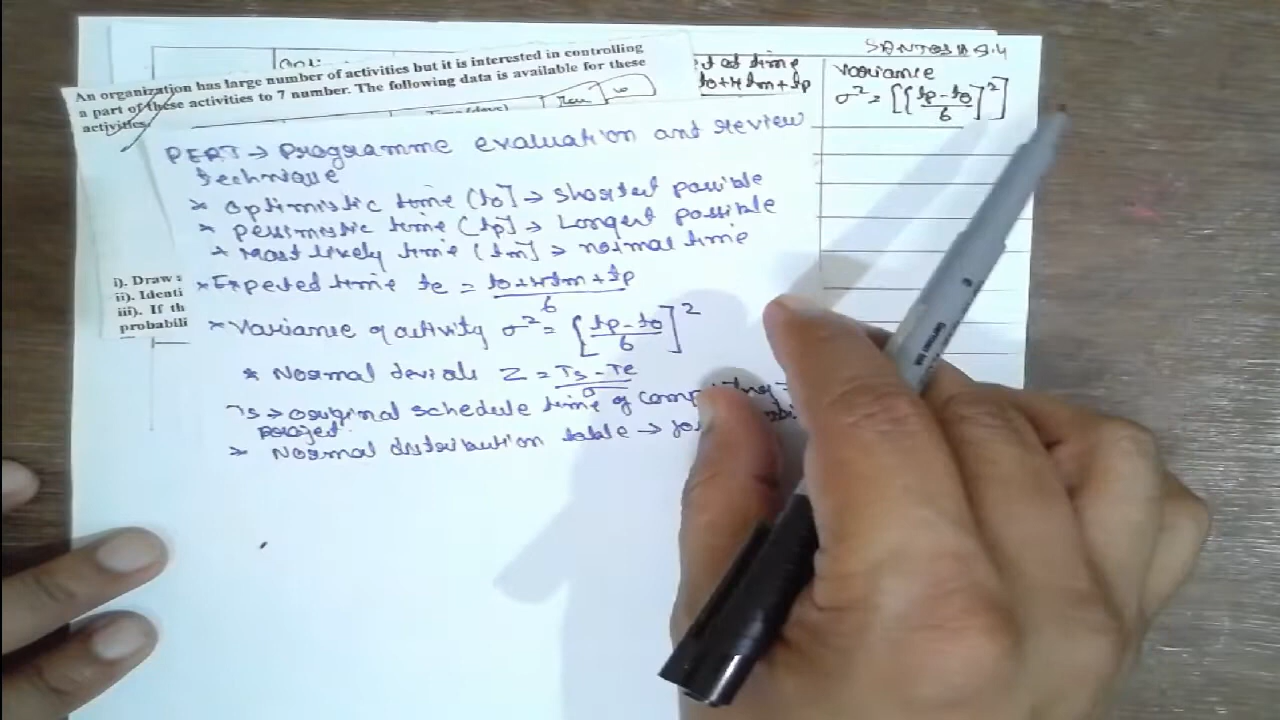 An organization has large number of activities but it is interested in controlling
a part of these activities to 7 number. The following data is available for these
activities.
time
to+4tm+tp
Variance
σ² = [(tp-to/6]²]
PERT → Programme evaluation and review
technique
* Optimistic time (to] → Shortest possible
* pessimistic time (tp] → Longest possible
* Most likely time (tm] → normal time
i). Draw
ii). Identi
iii). If th
probabili
* Expected time te = to+4tm+tp/6
* Variance of activity σ² = [tp-to/6]²
* Normal deviate Z = Ts-Te/σ
Ts → original schedule time of
project.
* Normal distribution table →